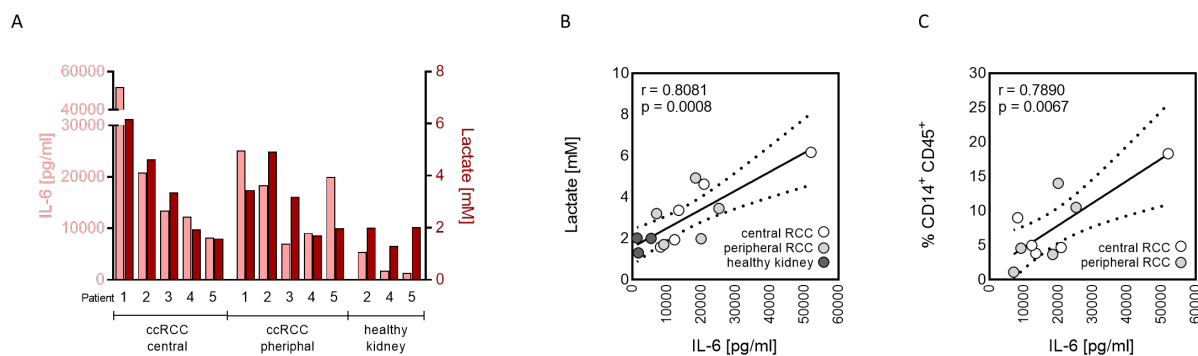 A
B
C
60000
40000
30000
20000
10000
0
IL-6 [pg/ml]
8
6
4
2
0
Lactate [mM]
Patient 1 2 3 4 5 1 2 3 4 5 2 4 5
ccRCC
central
ccRCC
pheriphal
healthy
kidney
10
8
6
4
2
0
Lactate [mM]
r = 0.8081
p = 0.0008
central RCC
peripheral RCC
healthy kidney
0 10000 20000 30000 40000 50000 60000
IL-6 [pg/ml]
30
25
20
15
10
5
0
% CD14+ CD45+
r = 0.7890
p = 0.0067
central RCC
peripheral RCC
0 10000 20000 30000 40000 50000 60000
IL-6 [pg/ml]